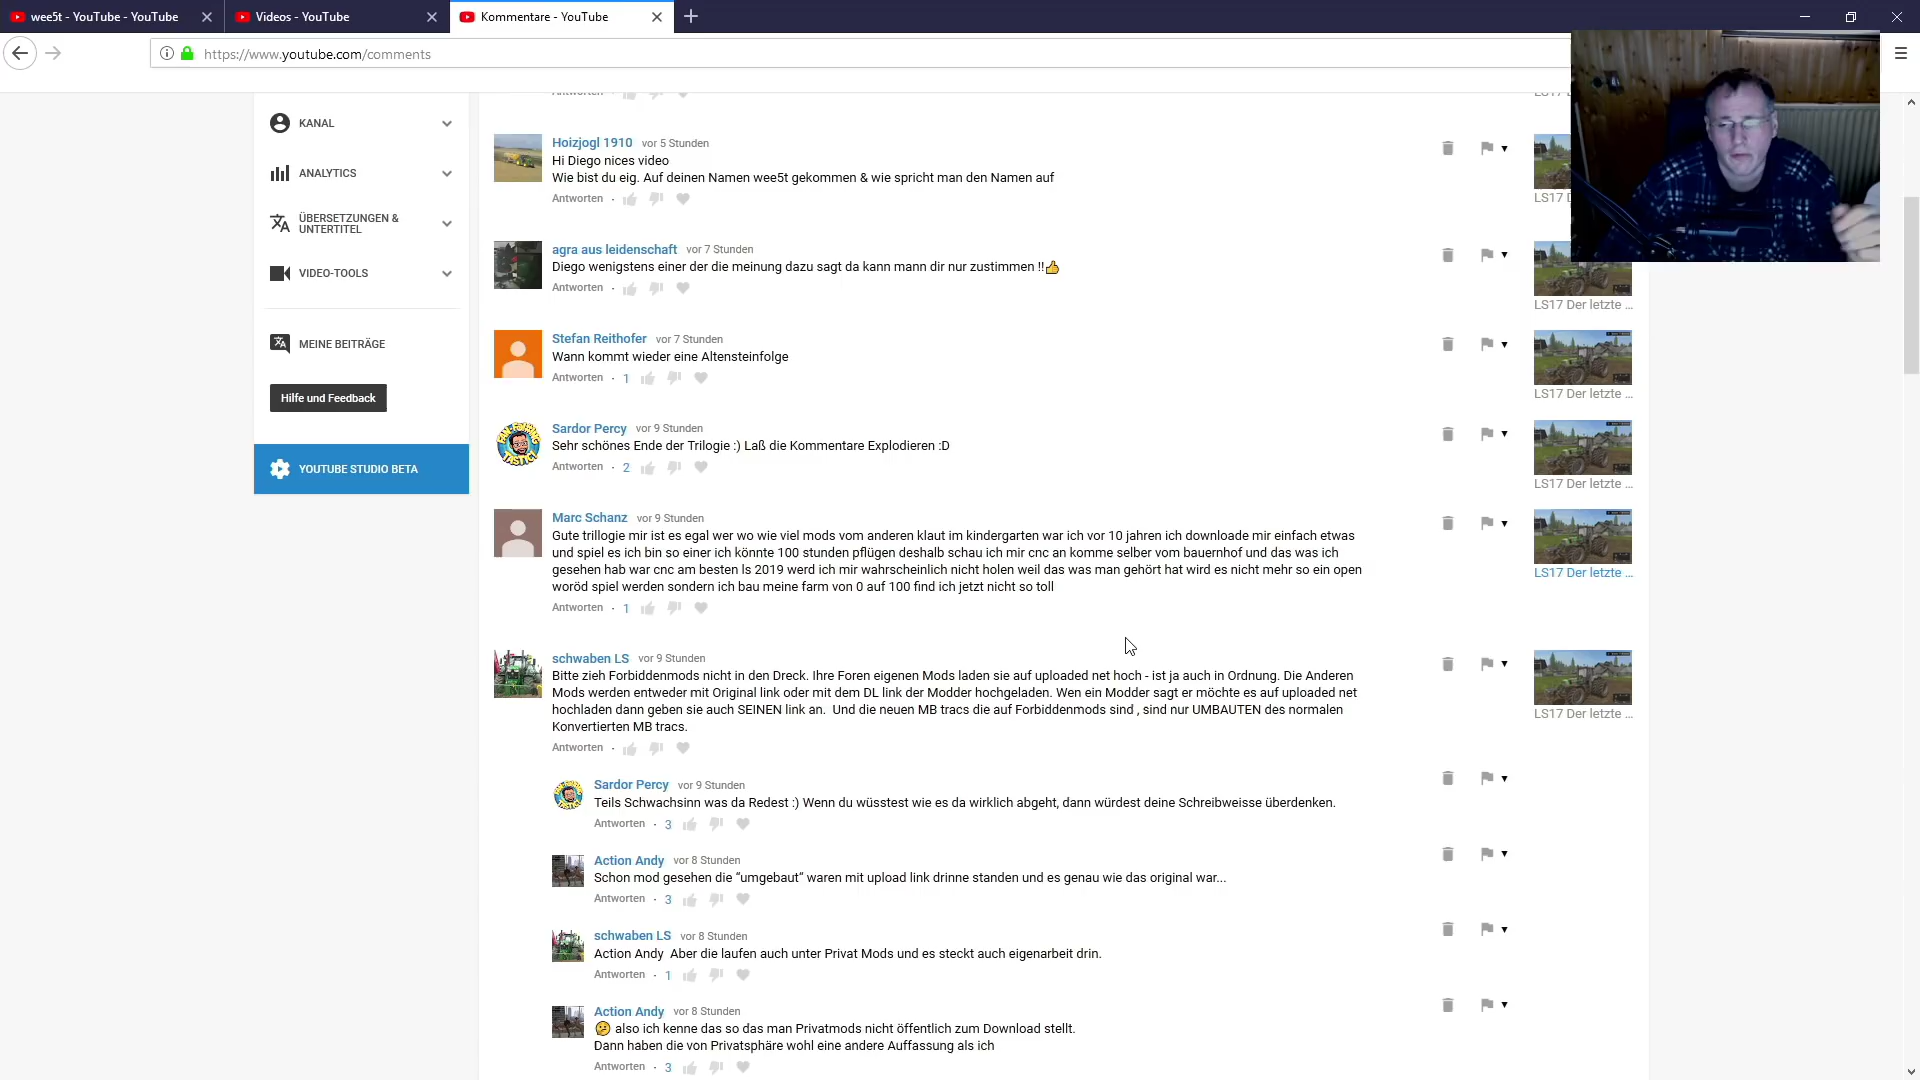 wee5t - YouTube - YouTube
Videos - YouTube
Kommentare - YouTube
https://www.youtube.com/comments
KANAL
ANALYTICS
ÜBERSETZUNGEN &
UNTERTITEL
VIDEO-TOOLS
MEINE BEITRÄGE
Hilfe und Feedback
YOUTUBE STUDIO BETA
Antworten
LS17
Hoizjogl 1910 vor 5 Stunden
Hi Diego nices video
Wie bist du eig. Auf deinen Namen wee5t gekommen & wie spricht man den Namen auf
Antworten ·
LS17
agra aus leidenschaft vor 7 Stunden
Diego wenigstens einer der die meinung dazu sagt da kann mann dir nur zustimmen !!👍
Antworten ·
LS17 Der letzte ...
Stefan Reithofer vor 7 Stunden
Wann kommt wieder eine Altensteinfolge
Antworten · 1
LS17 Der letzte ...
Sardor Percy vor 9 Stunden
Sehr schönes Ende der Trilogie :) Laß die Kommentare Explodieren :D
Antworten · 2
LS17 Der letzte ...
Marc Schanz vor 9 Stunden
Gute trillogie mir ist es egal wer wo wie viel mods vom anderen klaut im kindergarten war ich vor 10 jahren ich downloade mir einfach etwas
und spiel es ich bin so einer ich könnte 100 stunden pflügen deshalb schau ich mir cnc an komme selber vom bauernhof und das was ich
gesehen hab war cnc am besten ls 2019 werd ich mir wahrscheinlich nicht holen weil das was man gehört hat wird es nicht mehr so ein open
woröd spiel werden sondern ich bau meine farm von 0 auf 100 find ich jetzt nicht so toll
Antworten · 1
LS17 Der letzte ...
schwaben LS vor 9 Stunden
Bitte zieh Forbiddenmods nicht in den Dreck. Ihre Foren eigenen Mods laden sie auf uploaded net hoch - ist ja auch in Ordnung. Die Anderen
Mods werden entweder mit Original link oder mit dem DL link der Modder hochgeladen. Wen ein Modder sagt er möchte es auf uploaded net
hochladen dann geben sie auch SEINEN link an.  Und die neuen MB tracs die auf Forbiddenmods sind , sind nur UMBAUTEN des normalen
Konvertierten MB tracs.
Antworten ·
LS17 Der letzte ...
Sardor Percy vor 9 Stunden
Teils Schwachsinn was da Redest :) Wenn du wüsstest wie es da wirklich abgeht, dann würdest deine Schreibweisse überdenken.
Antworten · 3
Action Andy vor 8 Stunden
Schon mod gesehen die “umgebaut“ waren mit upload link drinne standen und es genau wie das original war...
Antworten · 3
schwaben LS vor 8 Stunden
Action Andy  Aber die laufen auch unter Privat Mods und es steckt auch eigenarbeit drin.
Antworten · 1
Action Andy vor 8 Stunden
🤔 also ich kenne das so das man Privatmods nicht öffentlich zum Download stellt.
Dann haben die von Privatsphäre wohl eine andere Auffassung als ich
Antworten · 3